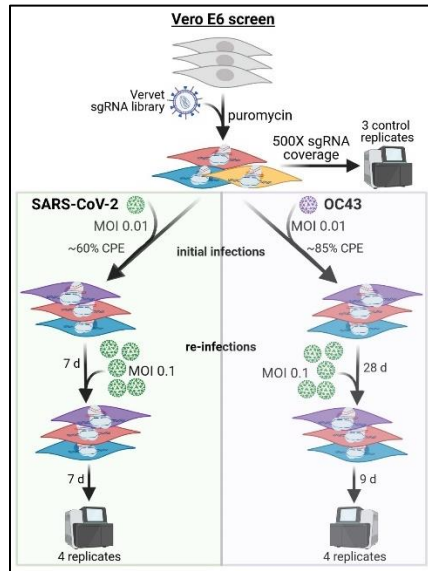 Vero E6 screen
Vervet
sgRNA library
puromycin
500X sgRNA
coverage
3 control
replicates
SARS-CoV-2
MOI 0.01
~60% CPE
OC43
MOI 0.01
~85% CPE
initial infections
re-infections
7 d
MOI 0.1
MOI 0.1
28 d
7 d
9 d
4 replicates
4 replicates